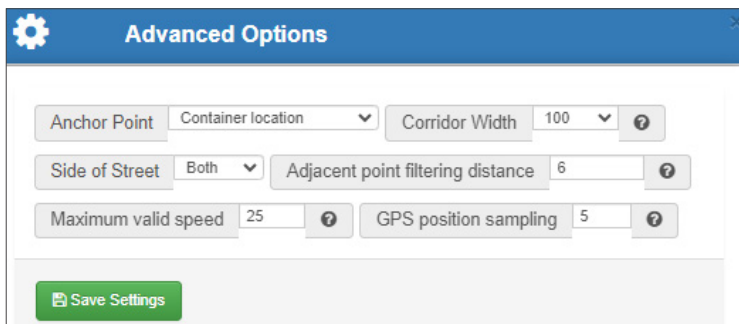 Advanced Options
Anchor Point Container location Corridor Width 100
Side of Street Both Adjacent point filtering distance 6
Maximum valid speed 25 GPS position sampling 5
Save Settings